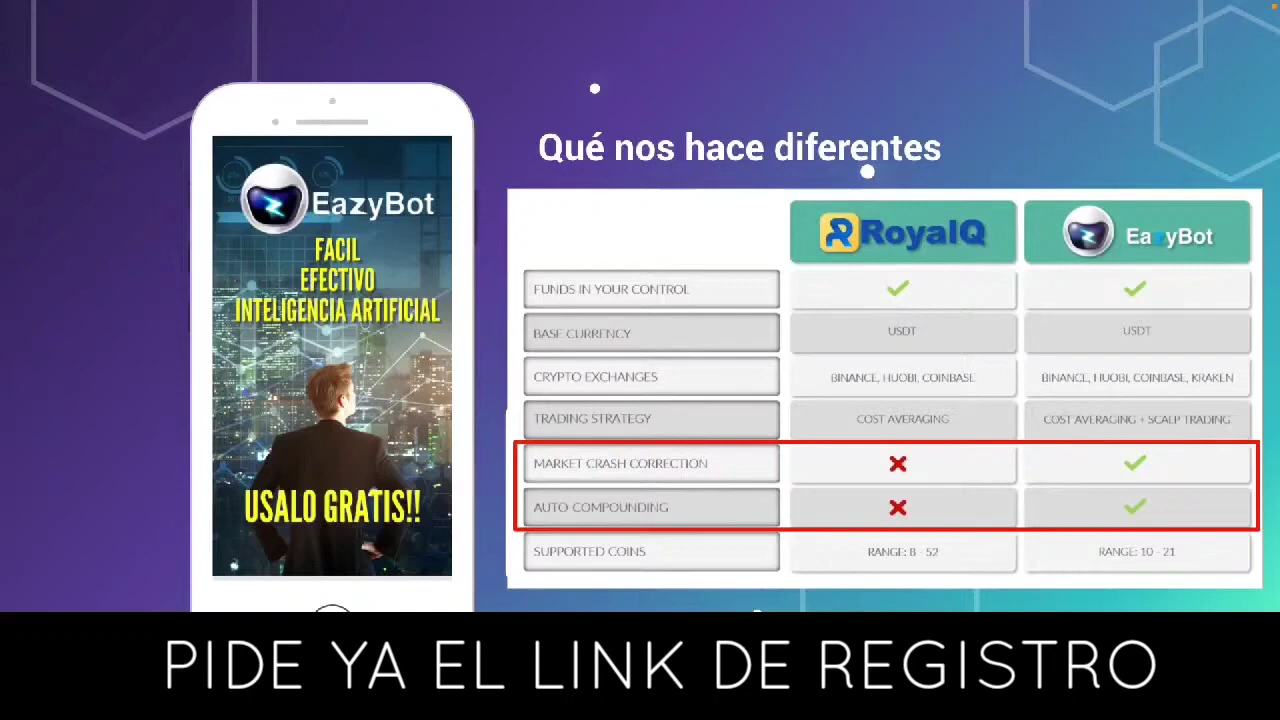 Qué nos hace diferentes
EazyBot
FACIL
EFECTIVO
INTELIGENCIA ARTIFICIAL
USALO GRATIS!!
RoyalQ EazyBot
FUNDS IN YOUR CONTROL
BASE CURRENCY USDT USDT
CRYPTO EXCHANGES BINANCE, HUOBI, COINBASE BINANCE, HUOBI, COINBASE, KRAKEN
TRADING STRATEGY COST AVERAGING COST AVERAGING + SCALP TRADING
MARKET CRASH CORRECTION
AUTO COMPOUNDING
SUPPORTED COINS RANGE: 8 - 52 RANGE: 10 - 21
PIDE YA EL LINK DE REGISTRO